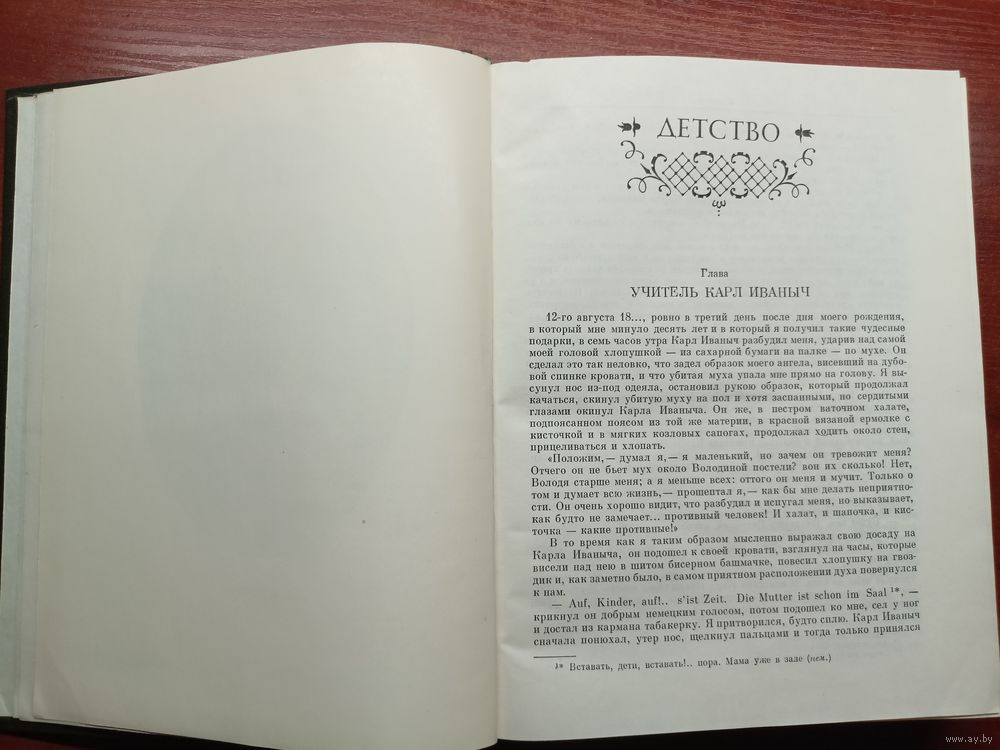 ДЕТСТВО
Глава
УЧИТЕЛЬ КАРЛ ИВАНЫЧ
12-го августа 18..., ровно в третий день после дня моего рождения,
в который мне минуло десять лет и в который я получил такие чудесные
подарки, в семь часов утра Карл Иваныч разбудил меня, ударив над самой
моей головой хлопушкой — из сахарной бумаги на палке — по мухе. Он
сделал это так неловко, что задел образок моего ангела, висевший на дубо-
вой спинке кровати, и что убитая муха упала мне прямо на голову. Я вы-
сунул нос из-под одеяла, остановил рукою образок, который продолжал
качаться, скинул убитую муху на пол и хотя заспанными, но сердитыми
глазами окинул Карла Иваныча. Он же, в пестром ваточном халате,
подпоясанном поясом из той же материи, в красной вязаной ермолке с
кисточкой и в мягких козловых сапогах, продолжал ходить около стен,
прицеливаться и хлопать.
«Положим,— думал я,— я маленький, но зачем он тревожит меня?
Отчего он не бьет мух около Володиной постели? вон их сколько! Нет,
Володя старше меня; а я меньше всех: оттого он меня и мучит. Только о
том и думает всю жизнь,— прошептал я,— как бы мне делать неприятно-
сти. Он очень хорошо видит, что разбудил и испугал меня, но выказывает,
как будто не замечает... противный человек! И халат, и шапочка, и кис-
точка — какие противные!»
В то время как я таким образом мысленно выражал свою досаду на
Карла Иваныча, он подошел к своей кровати, взглянул на часы, которые
висели над нею в шитом бисерном башмачке, повесил хлопушку на гвоз-
дик и, как заметно было, в самом приятном расположении духа повернулся
к нам.
— Auf, Kinder, auf!.. s'ist Zeit. Die Mutter ist schon im Saal ¹*, —
крикнул он добрым немецким голосом, потом подошел ко мне, сел у ног
и достал из кармана табакерку. Я притворился, будто сплю. Карл Иваныч
сначала понюхал, утер нос, щелкнул пальцами и тогда только принялся
¹* Вставать, дети, вставать!.. пора. Мама уже в зале (нем.)
www.ay.by